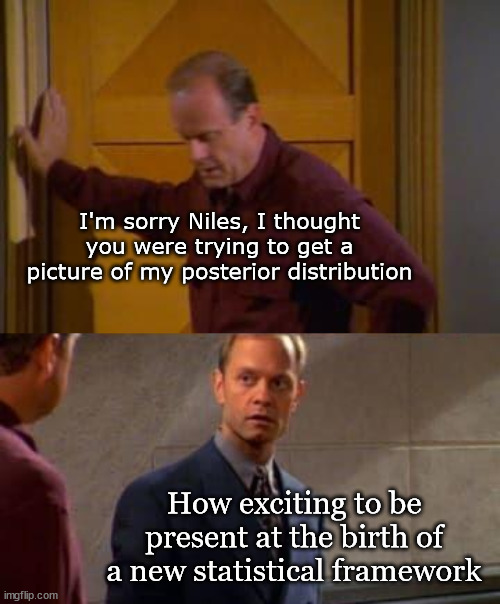 I'm sorry Niles, I thought
you were trying to get a
picture of my posterior distribution
How exciting to be
present at the birth of
a new statistical framework
imgflip.com